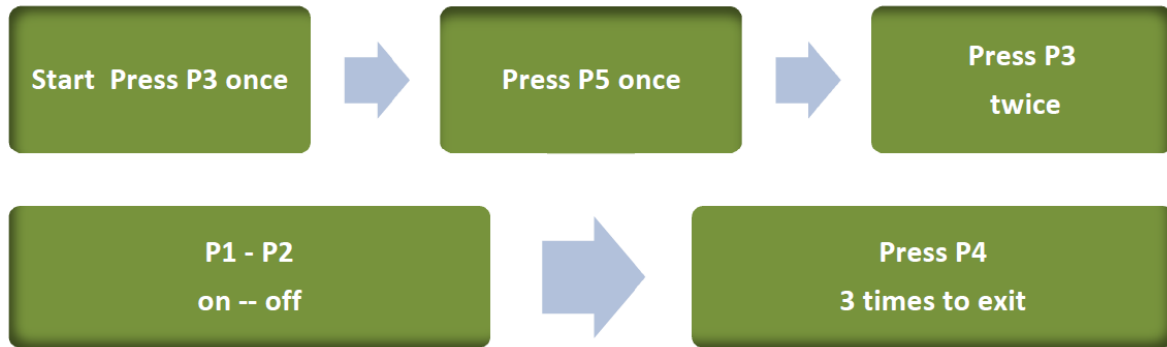 Start  Press P3 once
Press P5 once
Press P3
twice
P1 - P2
on -- off
Press P4
3 times to exit